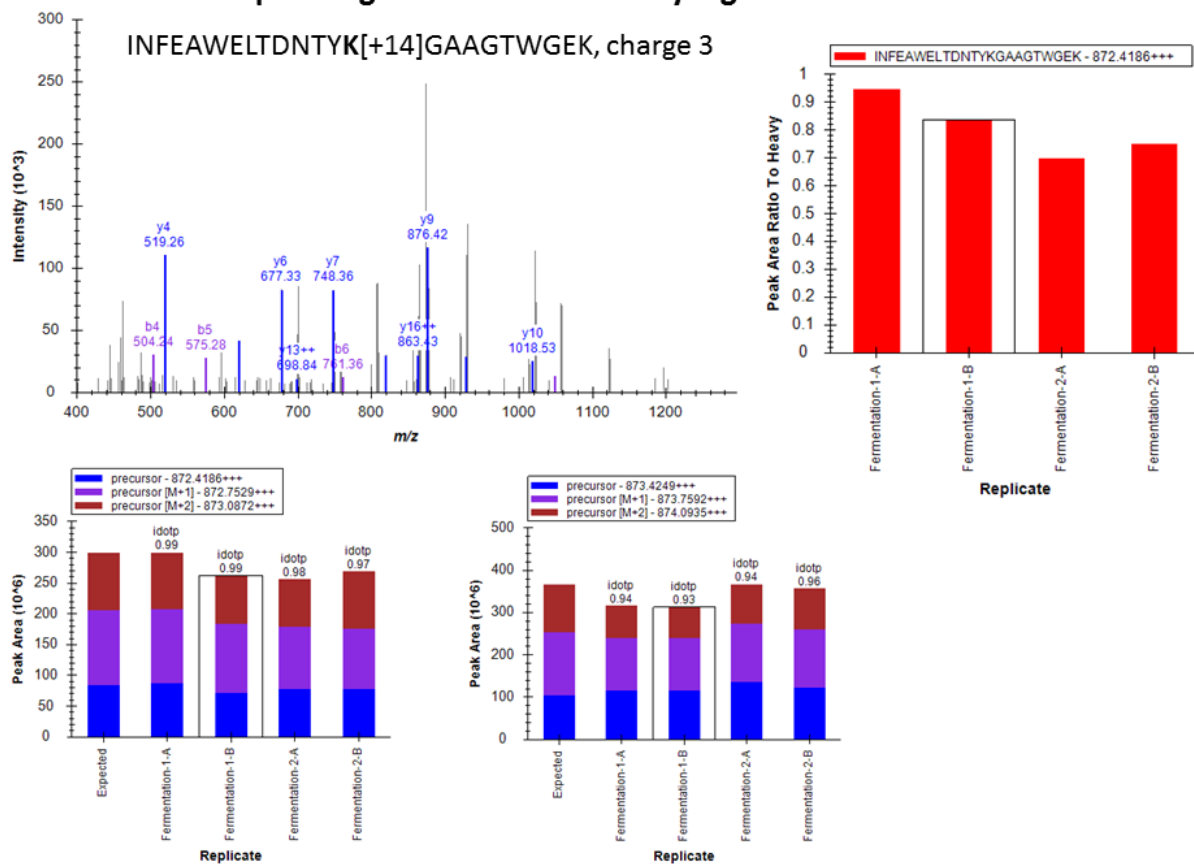 INFEAWELTDNTYK[+14]GAAGTWGEK, charge 3
300
250
200
150
100
50
0
Intensity (10^3)
y4
519.26
b4
504.24
b5
575.28
y6
677.33
y7
748.36
y13++
698.84
b6
761.36
y9
876.42
y16++
863.43
y10
1018.53
400
500
600
700
800
900
1000
1100
1200
m/z
INFEAWELTDNTYKGAAGTWGEK - 872.4186+++
1
0.9
0.8
0.7
0.6
0.5
0.4
0.3
0.2
0.1
0
Peak Area Ratio To Heavy
Fermentation-1-A
Fermentation-1-B
Fermentation-2-A
Fermentation-2-B
Replicate
precursor - 872.4186+++
precursor [M+1] - 872.7529+++
precursor [M+2] - 873.0872+++
350
300
250
200
150
100
50
0
Peak Area (10^6)
idotp
0.99
idotp
0.99
idotp
0.98
idotp
0.97
Expected
Fermentation-1-A
Fermentation-1-B
Fermentation-2-A
Fermentation-2-B
Replicate
precursor - 873.4249+++
precursor [M+1] - 873.7592+++
precursor [M+2] - 874.0935+++
500
400
300
200
100
0
Peak Area (10^6)
idotp
0.94
idotp
0.93
idotp
0.94
idotp
0.96
Expected
Fermentation-1-A
Fermentation-1-B
Fermentation-2-A
Fermentation-2-B
Replicate